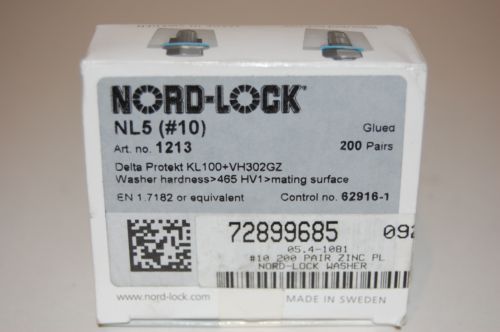 NORD-LOCK
NL5 (#10)
Glued
Art. no. 1213
200 Pairs
Delta Protekt KL100+VH302GZ
Washer hardness>465 HV1>mating surface
EN 1.7182 or equivalent
Control no. 62916-1
72899685
092
05.4-1081
#10 200 PAIR ZINC PL
NORD-LOCK WASHER
www.nord-lock.com
MADE IN SWEDEN